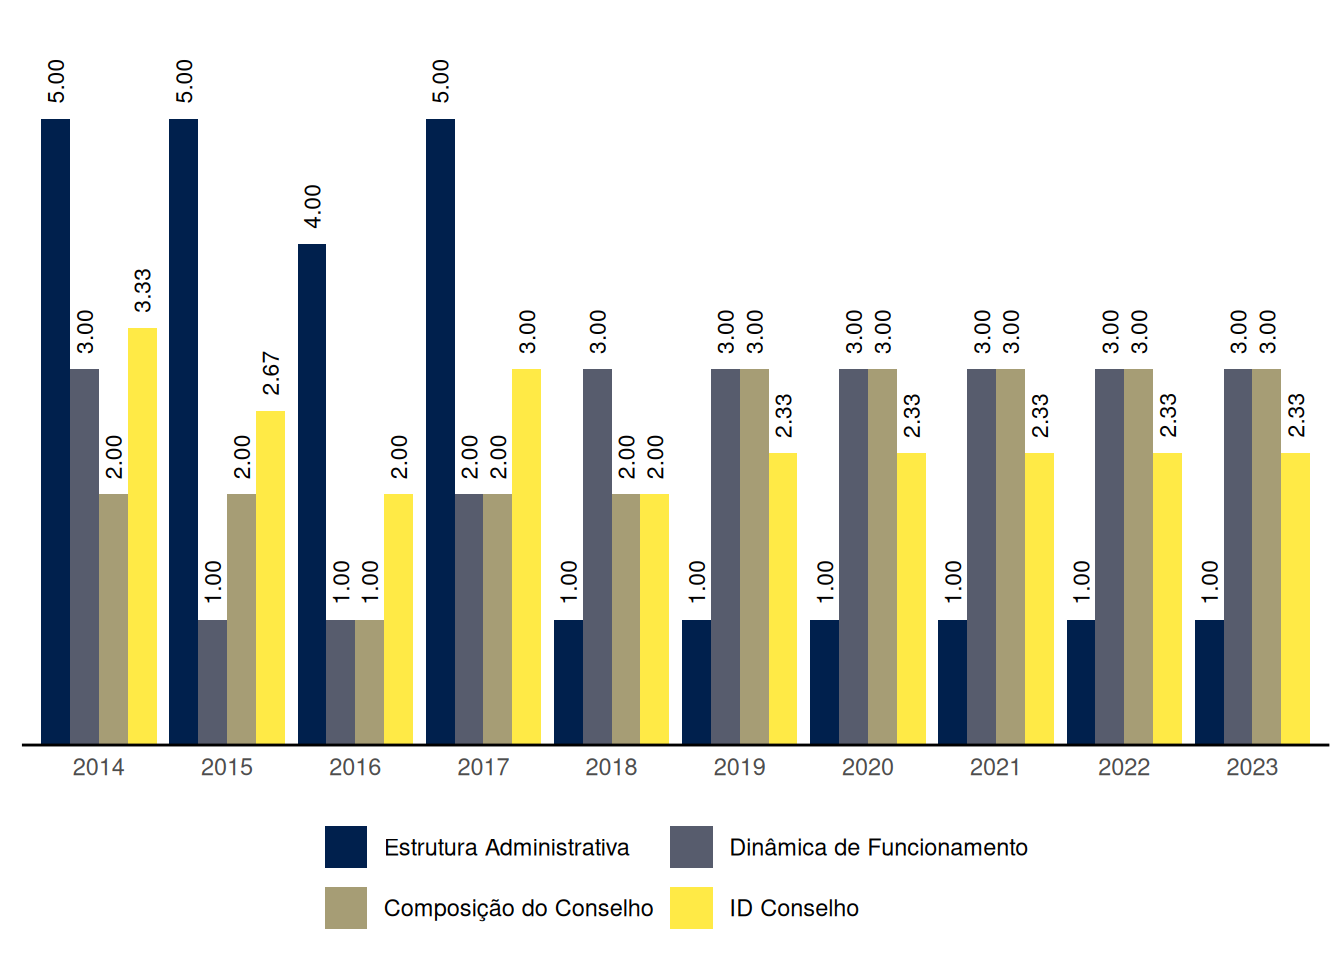 5.00 3.00 2.00 3.33 5.00 1.00 2.00 2.67 4.00 1.00 1.00 2.00 5.00 2.00 2.00 3.00 1.00 3.00 2.00 2.00 1.00 3.00 3.00 2.33 1.00 3.00 3.00 2.33 1.00 3.00 3.00 2.33 1.00 3.00 3.00 2.33 1.00 3.00 3.00 2.33
2014 2015 2016 2017 2018 2019 2020 2021 2022 2023
Estrutura Administrativa Dinâmica de Funcionamento
Composição do Conselho ID Conselho